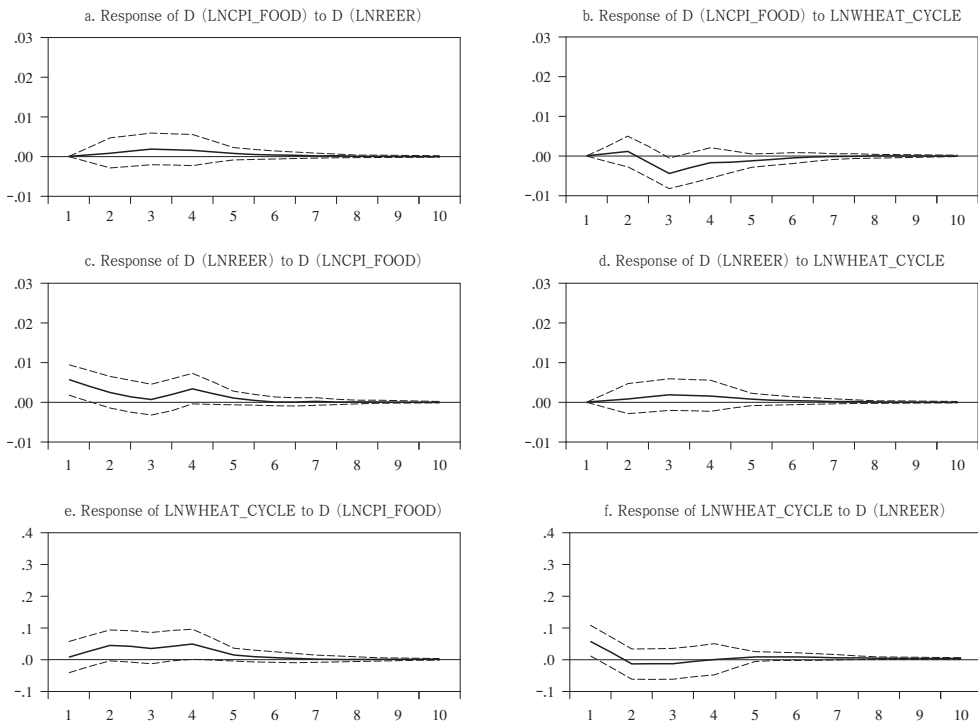 a. Response of D (LNCPI_FOOD) to D (LNREER)
.03
.02
.01
.00
-.01
1 2 3 4 5 6 7 8 9 10
b. Response of D (LNCPI_FOOD) to LNWHEAT_CYCLE
.03
.02
.01
.00
-.01
1 2 3 4 5 6 7 8 9 10
c. Response of D (LNREER) to D (LNCPI_FOOD)
.03
.02
.01
.00
-.01
1 2 3 4 5 6 7 8 9 10
d. Response of D (LNREER) to LNWHEAT_CYCLE
.03
.02
.01
.00
-.01
1 2 3 4 5 6 7 8 9 10
e. Response of LNWHEAT_CYCLE to D (LNCPI_FOOD)
.4
.3
.2
.1
.0
-.1
1 2 3 4 5 6 7 8 9 10
f. Response of LNWHEAT_CYCLE to D (LNREER)
.4
.3
.2
.1
.0
-.1
1 2 3 4 5 6 7 8 9 10